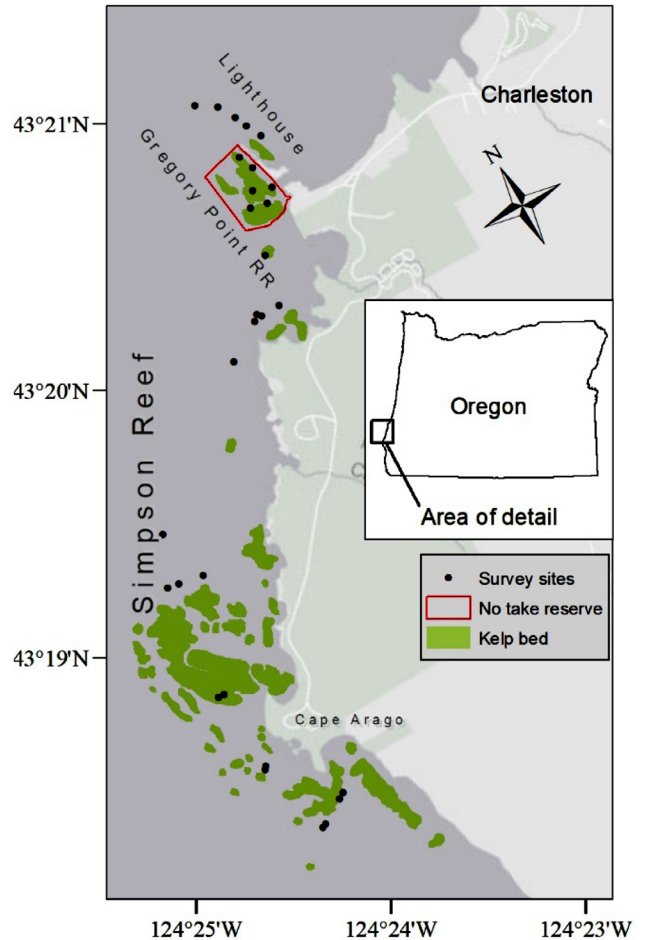 Lighthouse
Charleston
43°21'N
Gregory Point RR
N
43°20'N
Simpson Reef
Oregon
Area of detail
Survey sites
No take reserve
Kelp bed
43°19'N
Cape Arago
124°25'W
124°24'W
124°23'W